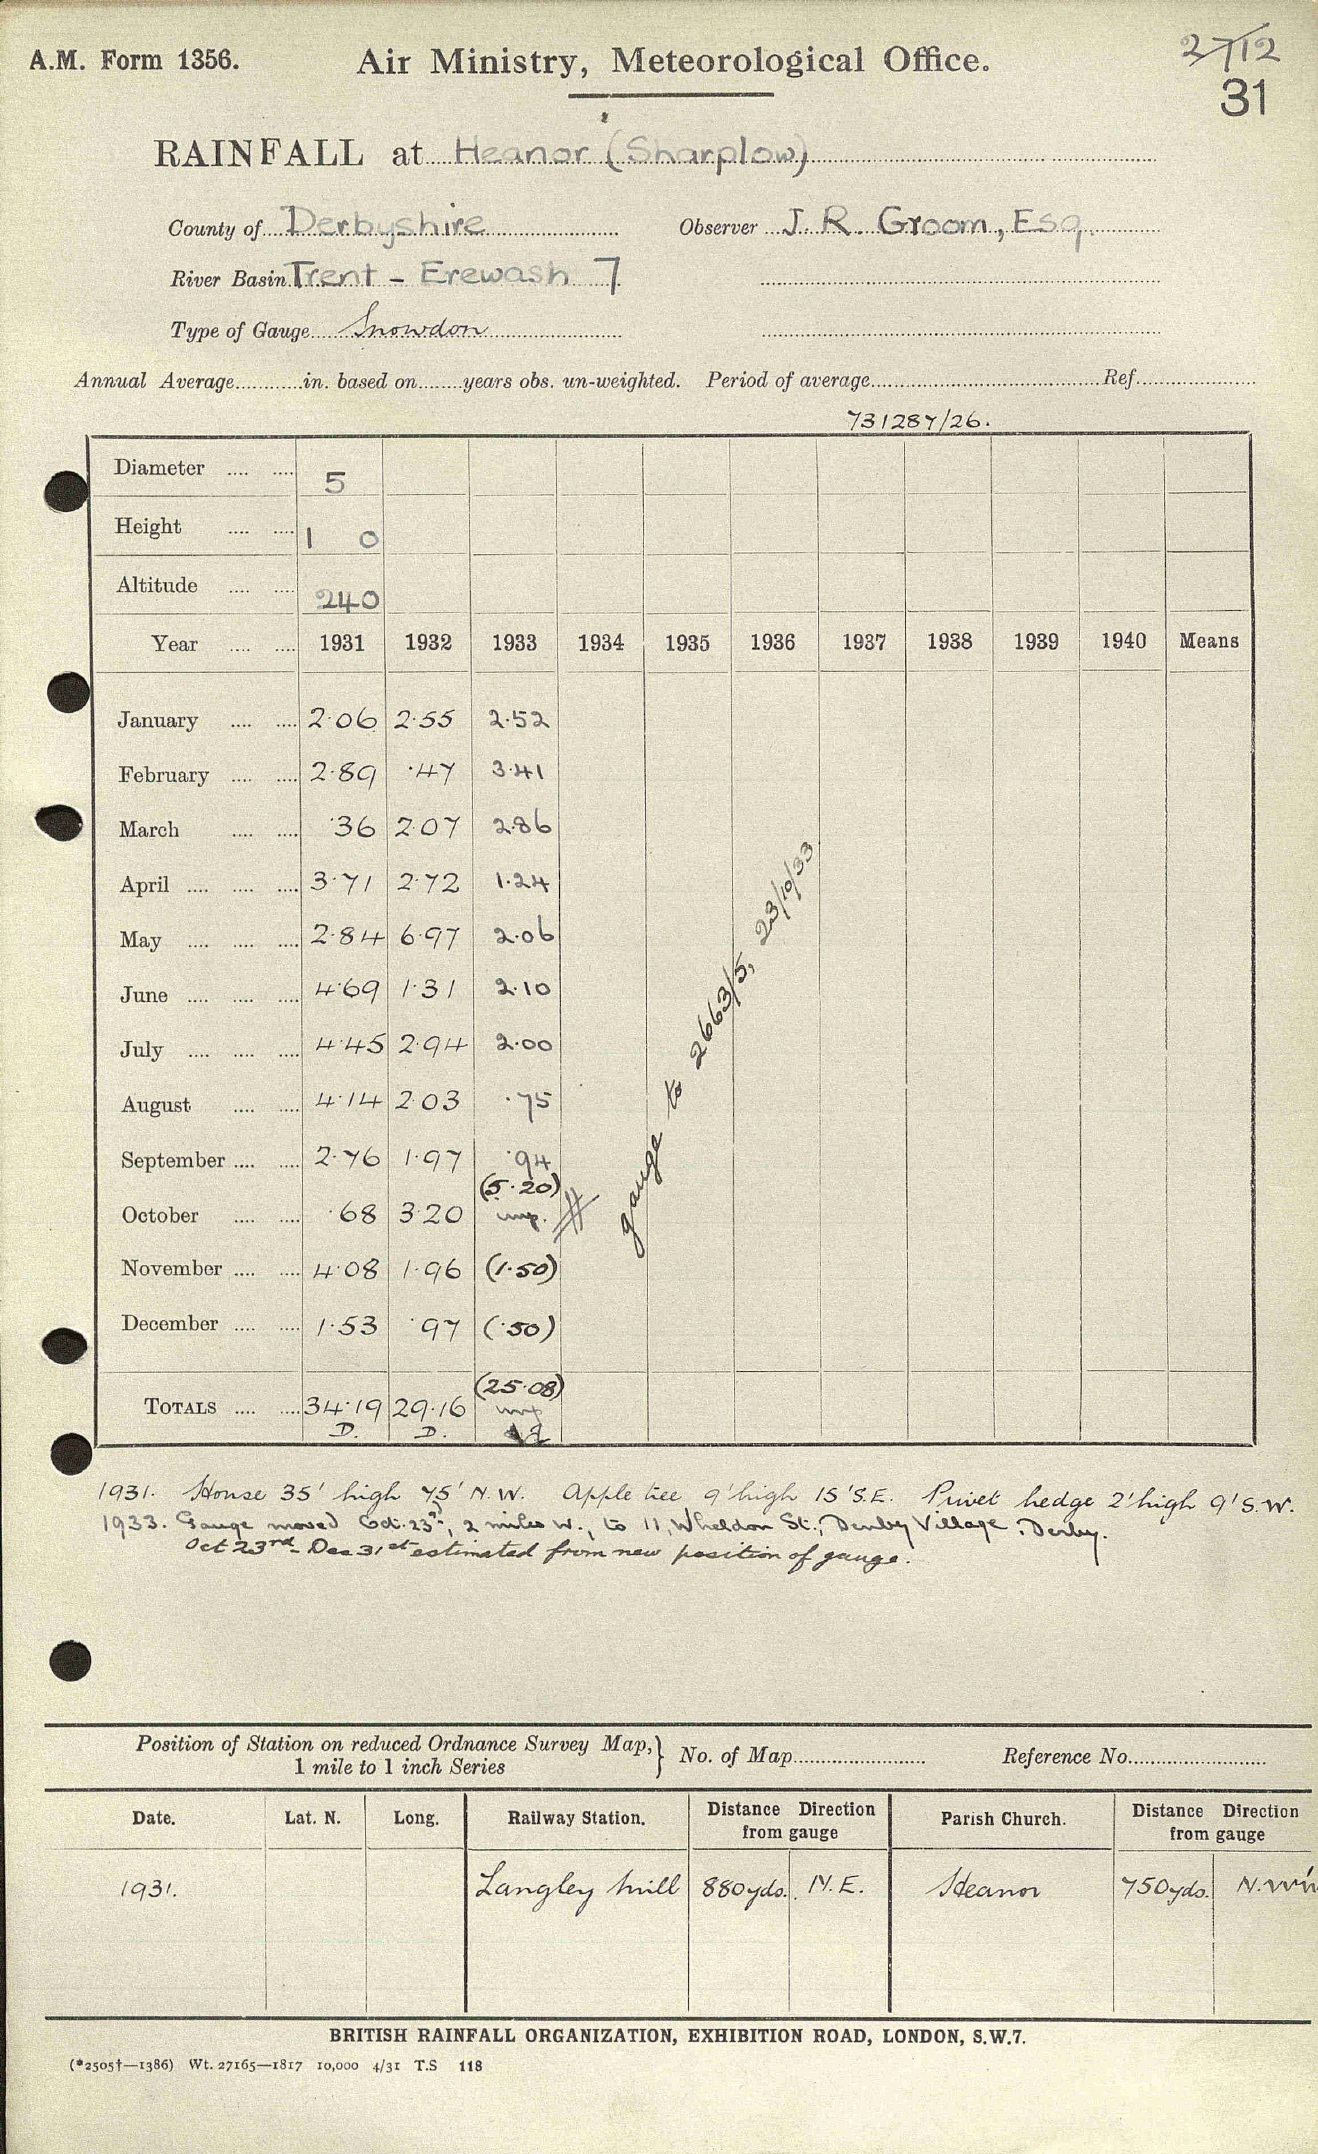 A.M. Form 1356.
Air Ministry, Meteorological Office.
2712
31
RAINFALL at Heanor (Sharplow)
County of Derbyshire Observer J. R. Groom, Esq.
River Basin Trent - Erewash 7
Type of Gauge Snowdon
Annual Average............in. based on........years obs. un-weighted. Period of average........................................Ref.....................
731287/26.
Diameter .... .... 5
Height .... .... 1 0
Altitude .... .... 240
Year .... .... 1931 1932 1933 1934 1935 1936 1937 1938 1939 1940 Means
January .... .... 2.06 2.55 2.52
February .... .... 2.89 .47 3.41
March .... .... .36 2.07 2.86
April .... .... .... 3.71 2.72 1.24
May .... .... .... 2.84 6.97 2.06
June .... .... .... 4.69 1.31 2.10
July .... .... .... 4.45 2.94 2.00
August .... .... 4.14 2.03 .75
September .... .... 2.76 1.97 .94
(5.20)
October .... .... .68 3.20 imp.
November .... .... 4.08 1.96 (1.50)
December .... .... 1.53 .97 (.50)
(25.08)
TOTALS .... .... 34.19 29.16 imp
D. D.
gauge to 2663/5, 23/10/33
1931. House 35' high 75' N.W. Apple tree 9' high 15' S.E. Privet hedge 2' high 9' S.W.
1933. Gauge moved Oct. 23rd, 2 miles W., to 11, Wheldon St., Denby Village, Derby.
Oct 23rd - Dec 31st estimated from new position of gauge.
Position of Station on reduced Ordnance Survey Map, } No. of Map.......................... Reference No..........................
1 mile to 1 inch Series
Date. Lat. N. Long. Railway Station. Distance Direction from gauge Parish Church. Distance Direction from gauge
1931. Langley Mill 880 yds. N.E. Heanor 750 yds.
BRITISH RAINFALL ORGANIZATION, EXHIBITION ROAD, LONDON, S.W.7.
(*2505†—1386) Wt. 27165—1817 10,000 4/31 T.S 118